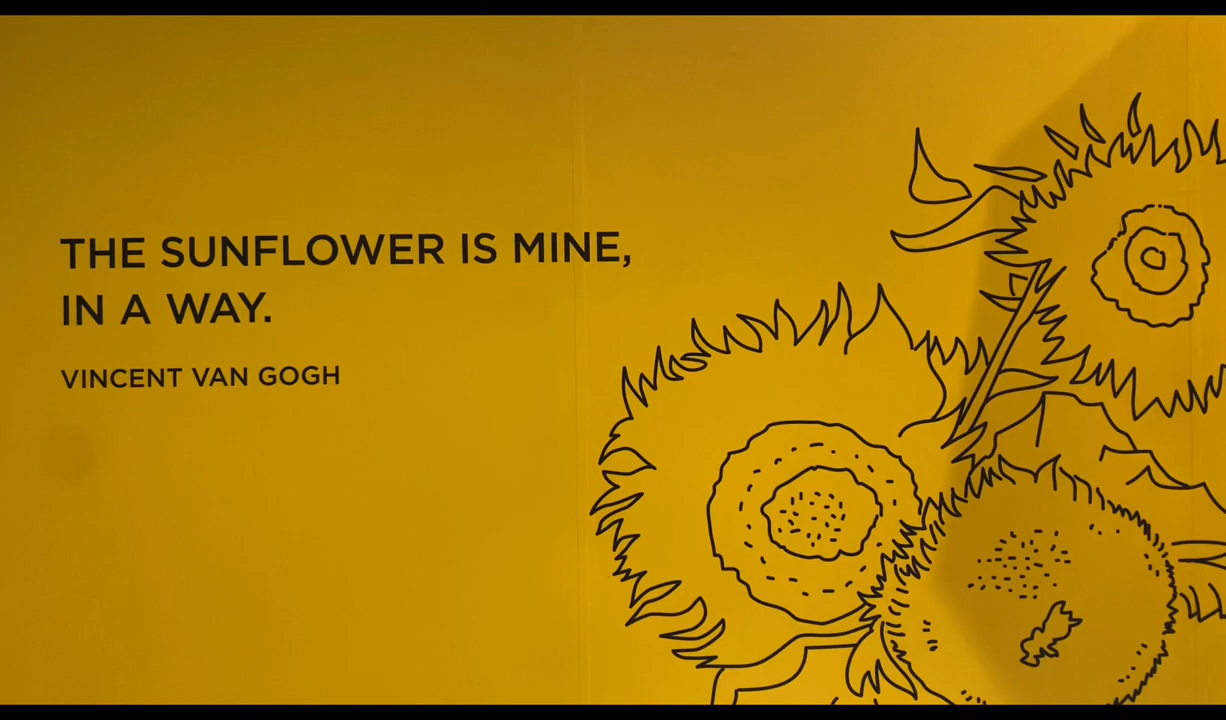 THE SUNFLOWER IS MINE,
IN A WAY.
VINCENT VAN GOGH